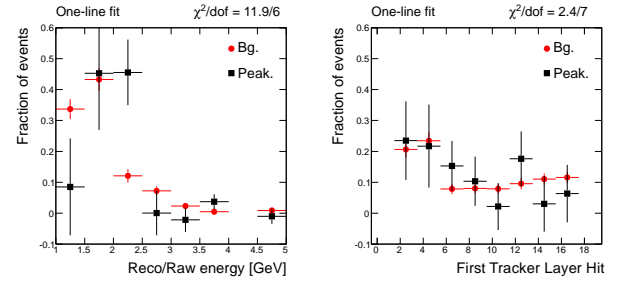 One-line fit χ²/dof = 11.9/6
Fraction of events
0.6
0.5
0.4
0.3
0.2
0.1
0
-0.1
Bg.
Peak.
1 1.5 2 2.5 3 3.5 4 4.5 5
Reco/Raw energy [GeV]
One-line fit χ²/dof = 2.4/7
Fraction of events
0.6
0.5
0.4
0.3
0.2
0.1
0
-0.1
Bg.
Peak.
0 2 4 6 8 10 12 14 16 18
First Tracker Layer Hit